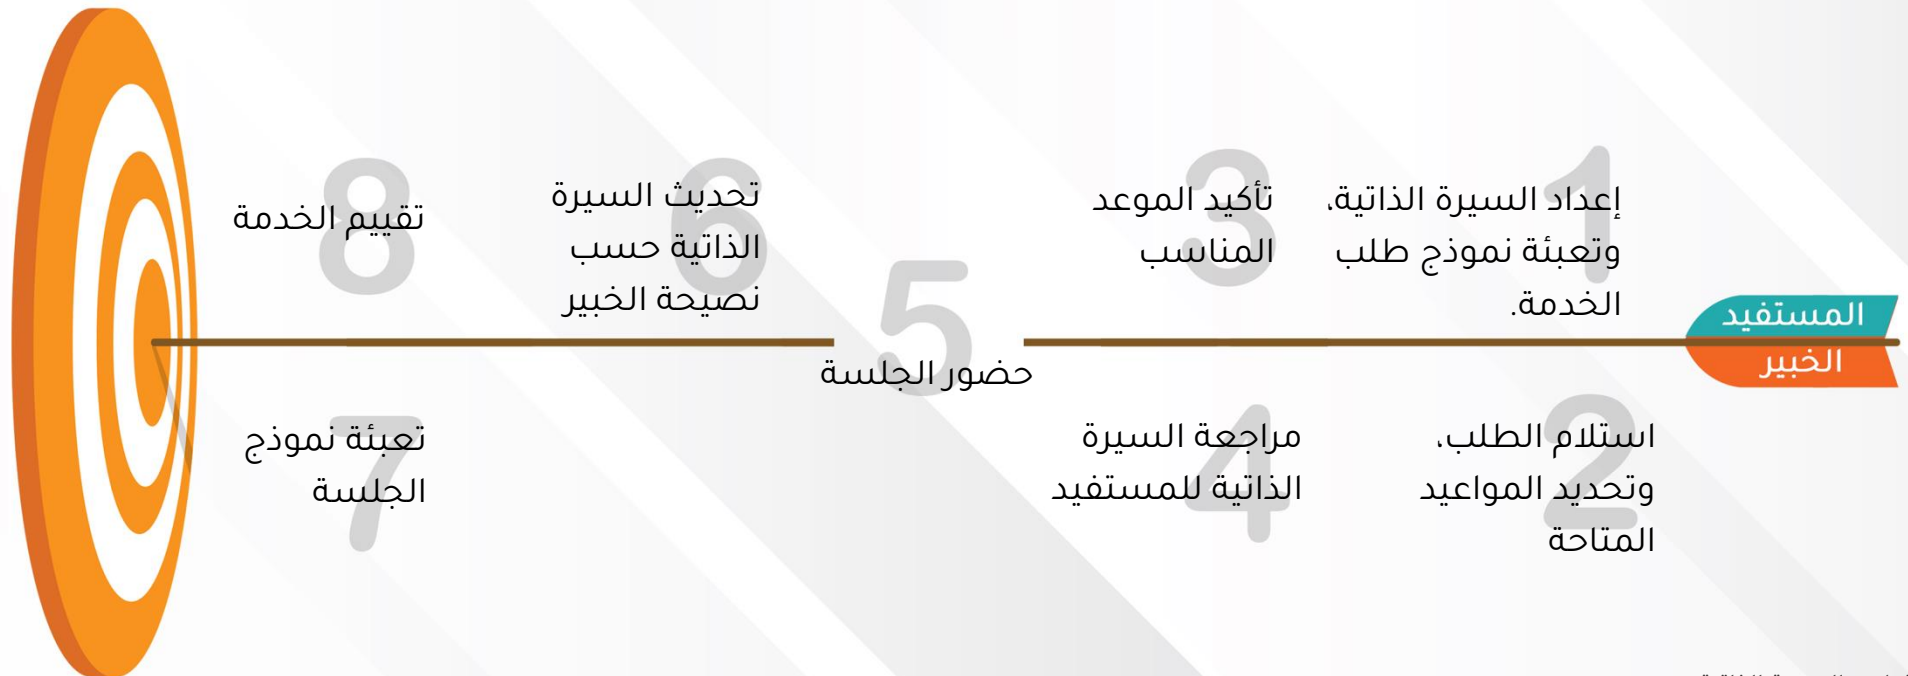 المستفيد
الخبير
1
إعداد السيرة الذاتية،
وتعبئة نموذج طلب
الخدمة.
2
استلام الطلب،
وتحديد المواعيد
المتاحة
3
تأكيد الموعد
المناسب
4
مراجعة السيرة
الذاتية للمستفيد
5
حضور الجلسة
6
تحديث السيرة
الذاتية حسب
نصيحة الخبير
7
تعبئة نموذج
الجلسة
8
تقييم الخدمة